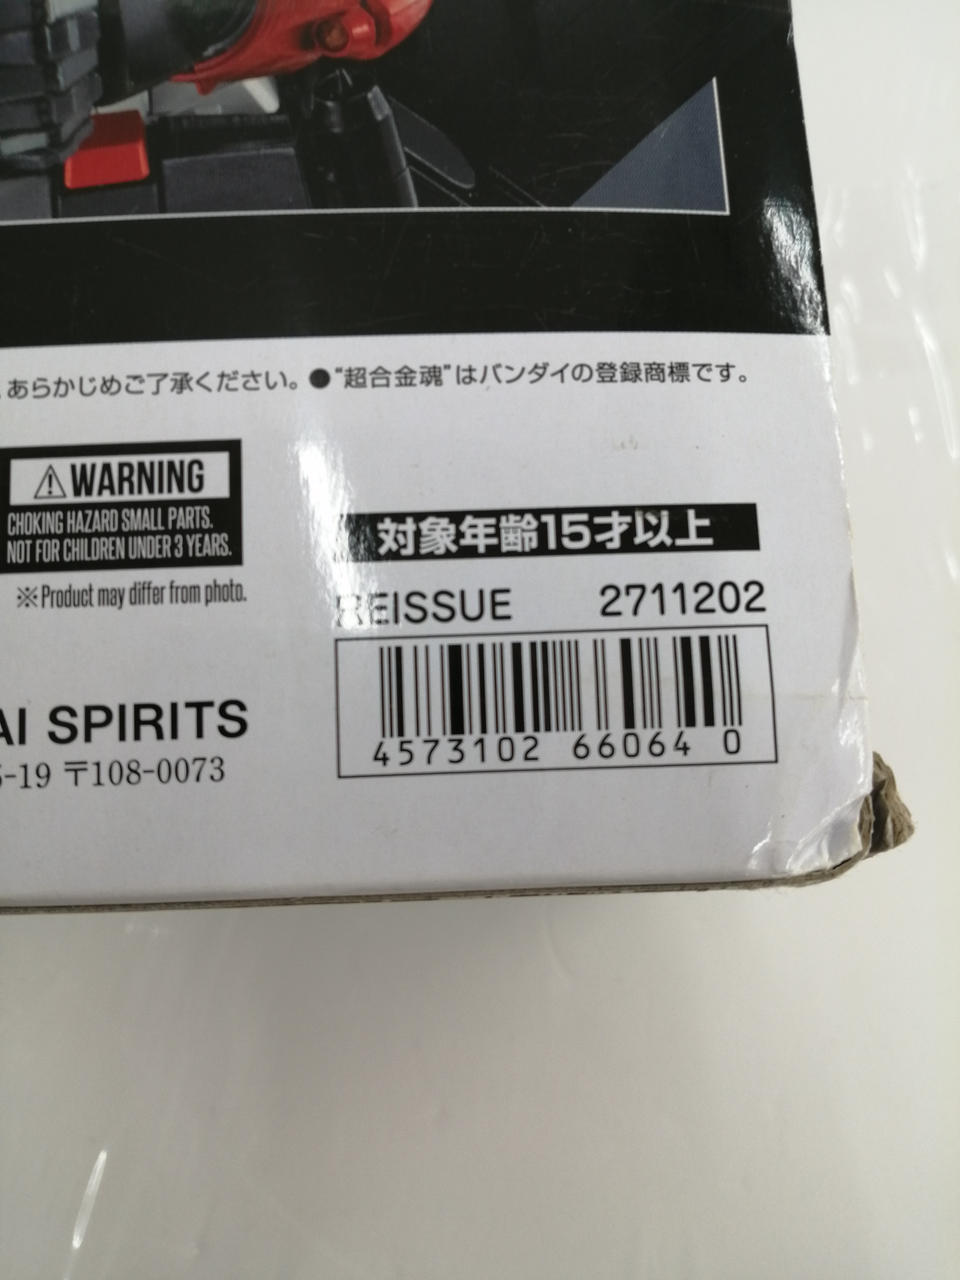 あらかじめご了承ください。●“超合金魂”はバンダイの登録商標です。
⚠WARNING
CHOKING HAZARD SMALL PARTS.
NOT FOR CHILDREN UNDER 3 YEARS.
※Product may differ from photo.
対象年齢15才以上
REISSUE 2711202
4573102 66064 0
AI SPIRITS
5-19 〒108-0073